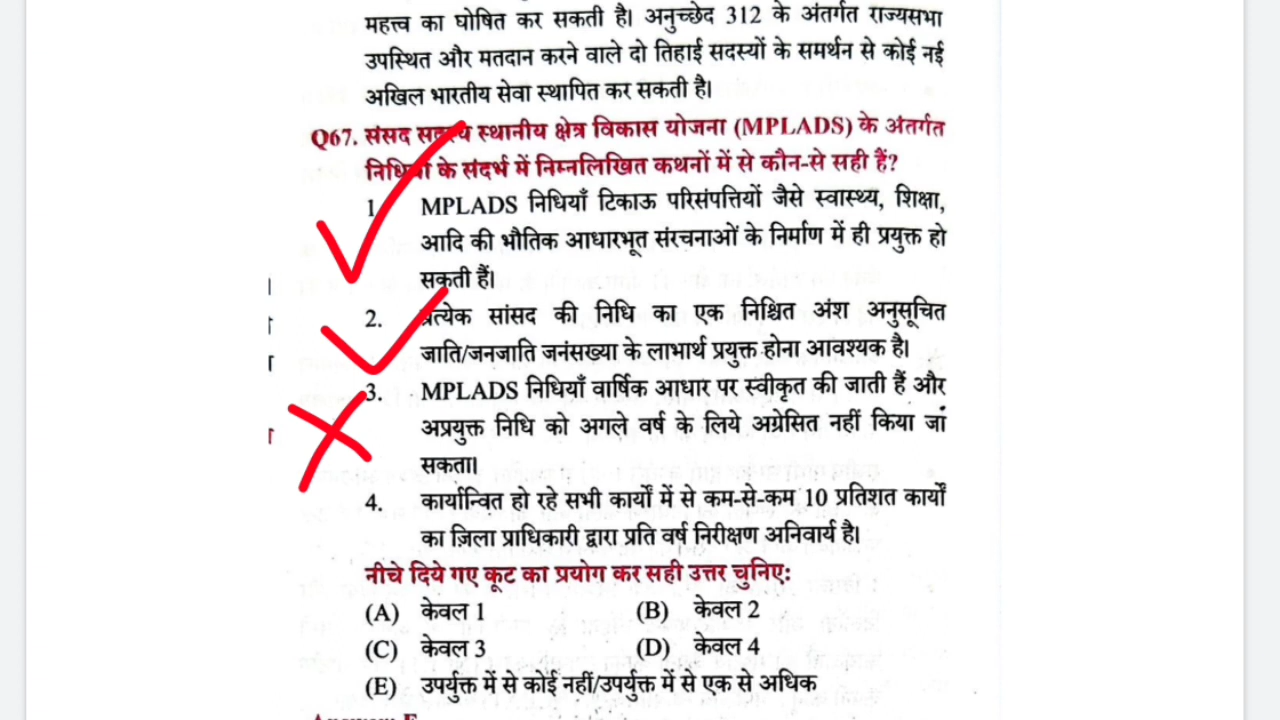 महत्त्व का घोषित कर सकती है। अनुच्छेद 312 के अंतर्गत राज्यसभा
उपस्थित और मतदान करने वाले दो तिहाई सदस्यों के समर्थन से कोई नई
अखिल भारतीय सेवा स्थापित कर सकती है।
Q67. संसद सदस्य स्थानीय क्षेत्र विकास योजना (MPLADS) के अंतर्गत
निधियों के संदर्भ में निम्नलिखित कथनों में से कौन-से सही हैं?
1. MPLADS निधियाँ टिकाऊ परिसंपत्तियों जैसे स्वास्थ्य, शिक्षा,
आदि की भौतिक आधारभूत संरचनाओं के निर्माण में ही प्रयुक्त हो
सकती हैं।
2. प्रत्येक सांसद की निधि का एक निश्चित अंश अनुसूचित
जाति/जनजाति जनंसख्या के लाभार्थ प्रयुक्त होना आवश्यक है।
3. MPLADS निधियाँ वार्षिक आधार पर स्वीकृत की जाती हैं और
अप्रयुक्त निधि को अगले वर्ष के लिये अग्रेसित नहीं किया जा
सकता।
4. कार्यान्वित हो रहे सभी कार्यों में से कम-से-कम 10 प्रतिशत कार्यों
का ज़िला प्राधिकारी द्वारा प्रति वर्ष निरीक्षण अनिवार्य है।
नीचे दिये गए कूट का प्रयोग कर सही उत्तर चुनिए:
(A) केवल 1 (B) केवल 2
(C) केवल 3 (D) केवल 4
(E) उपर्युक्त में से कोई नहीं/उपर्युक्त में से एक से अधिक